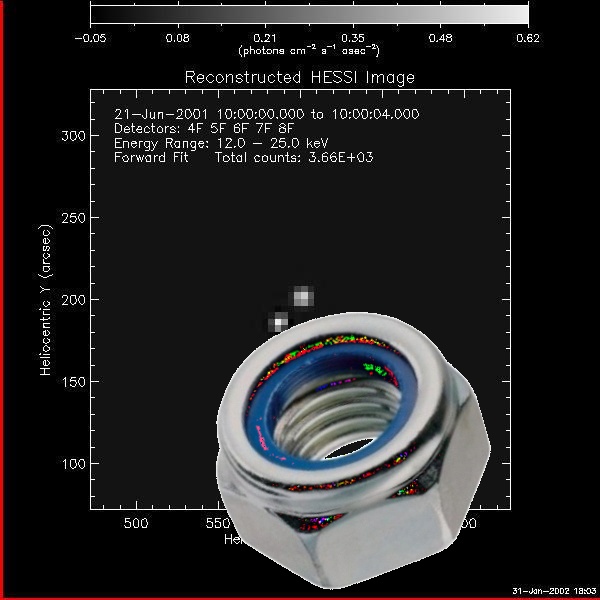 -0.05 0.08 0.21 0.35 0.48 0.62
(photons cm⁻² s⁻¹ asec⁻²)
Reconstructed HESSI Image
21-Jun-2001 10:00:00.000 to 10:00:04.000
Detectors: 4F 5F 6F 7F 8F
Energy Range: 12.0 - 25.0 keV
Forward Fit Total counts: 3.66E+03
300
250
200
150
100
Heliocentric Y (arcsec)
500
31-Jan-2002 18:03